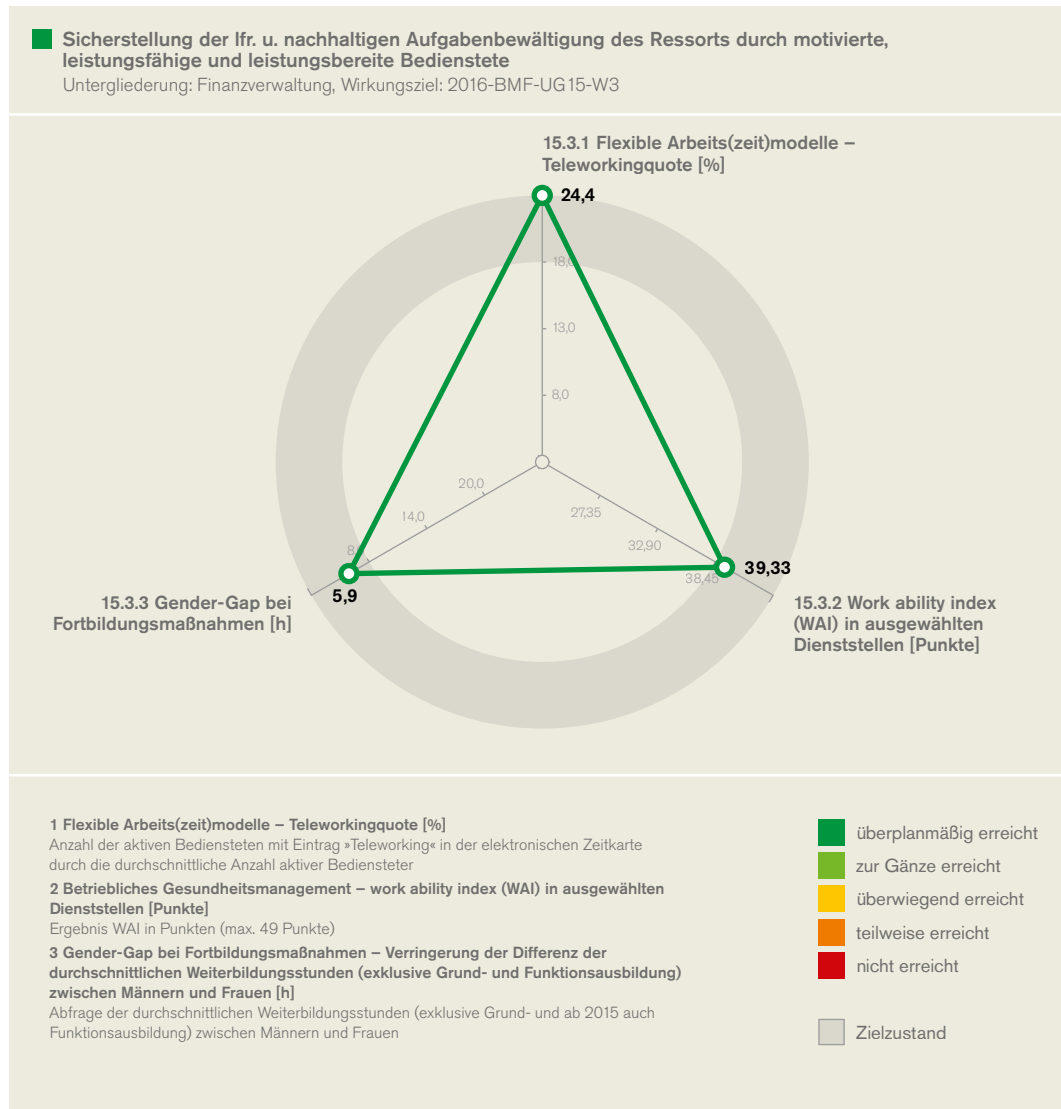 Sicherstellung der lfr. u. nachhaltigen Aufgabenbewältigung des Ressorts durch motivierte,
leistungsfähige und leistungsbereite Bedienstete
Untergliederung: Finanzverwaltung, Wirkungsziel: 2016-BMF-UG15-W3
15.3.1 Flexible Arbeits(zeit)modelle –
Teleworkingquote [%]
24,4
18,0
13,0
8,0
20,0
14,0
8,
27,35
32,90
38,45
39,33
5,9
15.3.3 Gender-Gap bei
Fortbildungsmaßnahmen [h]
15.3.2 Work ability index
(WAI) in ausgewählten
Dienststellen [Punkte]
1 Flexible Arbeits(zeit)modelle – Teleworkingquote [%]
Anzahl der aktiven Bediensteten mit Eintrag »Teleworking« in der elektronischen Zeitkarte
durch die durchschnittliche Anzahl aktiver Bediensteter
2 Betriebliches Gesundheitsmanagement – work ability index (WAI) in ausgewählten
Dienststellen [Punkte]
Ergebnis WAI in Punkten (max. 49 Punkte)
3 Gender-Gap bei Fortbildungsmaßnahmen – Verringerung der Differenz der
durchschnittlichen Weiterbildungsstunden (exklusive Grund- und Funktionsausbildung)
zwischen Männern und Frauen [h]
Abfrage der durchschnittlichen Weiterbildungsstunden (exklusive Grund- und ab 2015 auch
Funktionsausbildung) zwischen Männern und Frauen
überplanmäßig erreicht
zur Gänze erreicht
überwiegend erreicht
teilweise erreicht
nicht erreicht
Zielzustand